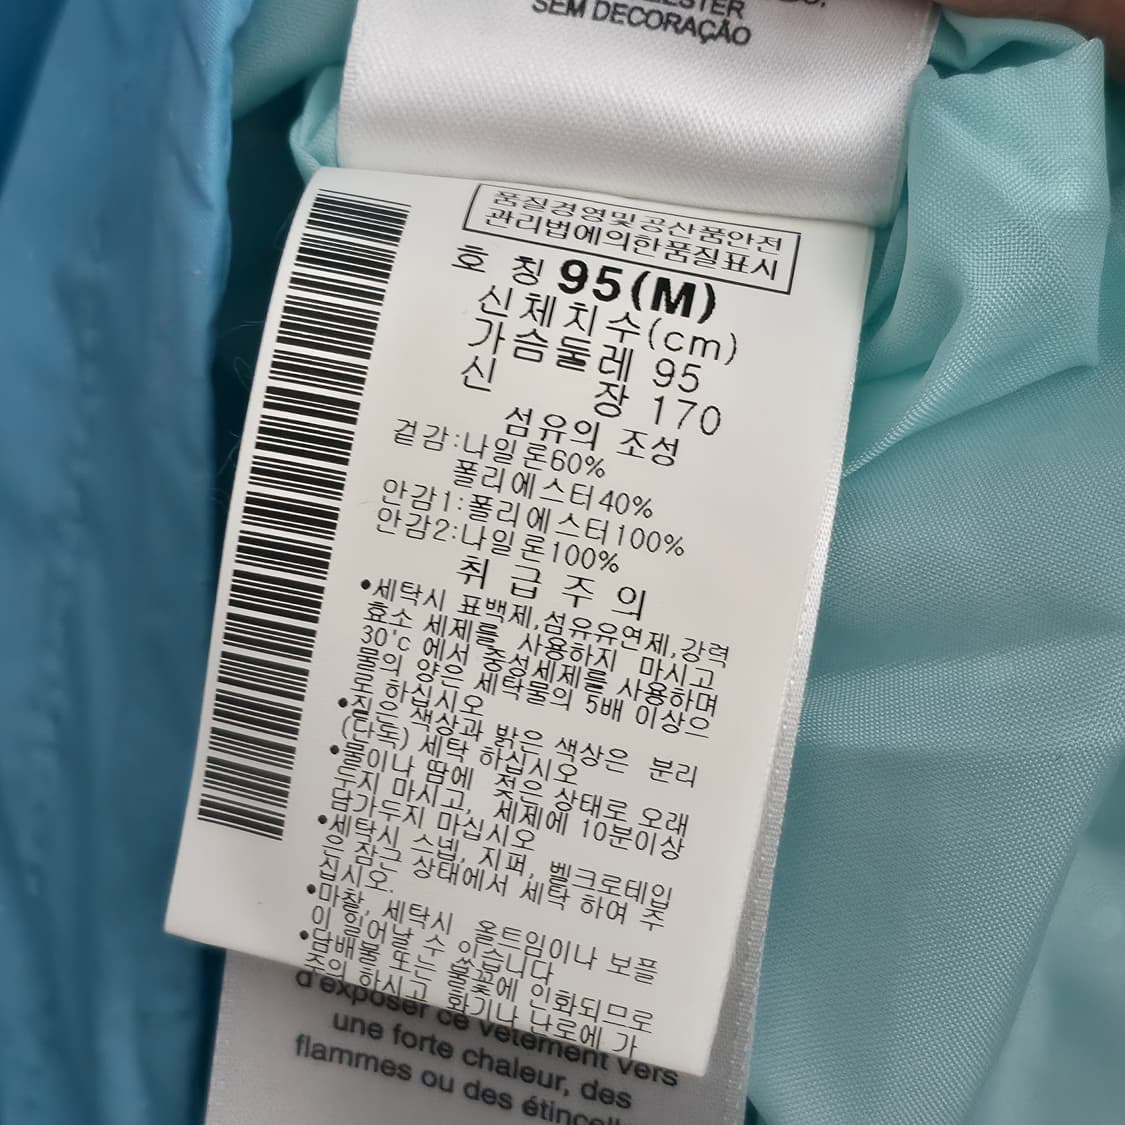 SEM DECORAÇÃO
품질경영및공산품안전
관리법에의한품질표시
호 칭 95(M)
신체치수(cm)
가슴둘레 95
신 장 170
섬유의 조성
겉감:나일론60%
폴리에스터40%
안감1:폴리에스터100%
안감2:나일론100%
취 급 주 의
•세탁시 표백제,섬유유연제,강력
효소 세제를 사용하지 마시고
30'c 에서 중성세제를 사용하며
물의 양은 세탁물의 5배 이상으
로 하십시오
•짙은 색상과 밝은 색상은 분리
(단독) 세탁 하십시오
•물이나 땀에 젖은 상태로 오래
두지 마시고, 세제에 10분이상
담가두지 마십시오
•세탁시 스냅, 지퍼, 벨크로테입
은 잠근 상태에서 세탁 하여 주
십시오.
•마찰, 세탁시 올트임이나 보플
이 일어날 수 있습니다
•담배불 또는 불꽃에 인화되므로
주의 하시고 화기나 난로에 가
d'exposer ce vêtement vers
une forte chaleur, des
flammes ou des